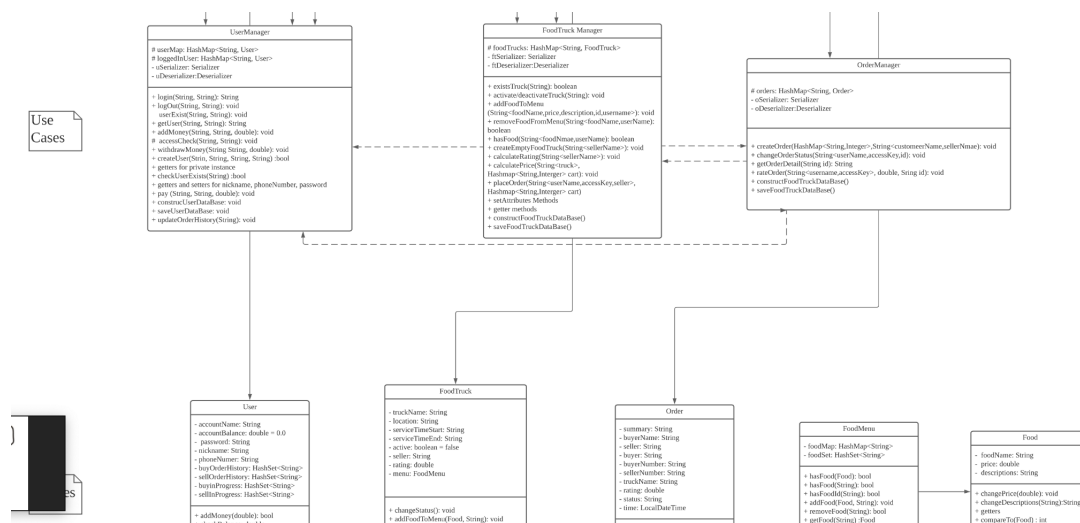 Use
Cases
UserManager
# userMap: HashMap<String, User>
# loggedInUser: HashMap<String, User>
- uSerializer: Serializer
- uDeserializer:Deserializer
+ login(String, String): String
+ logOut(String, String): void
userExist(String, String): void
+ getUser(String, String): String
+ addMoney(String, String, double): void
# accessCheck(String, String): void
+ withdrawMoney(String String, double): void
+ createUser(Strin, String, String, String) :bool
+ getters for private instance
+ checkUserExists(String) :bool
+ getters and setters for nickname, phoneNumber, password
+ pay (String, String, double): void
+ construcUserDataBase: void
+ saveUserDataBase: void
+ updateOrderHistory(String): void
FoodTruck Manager
# foodTrucks: HashMap<String, FoodTruck>
- ftSerializer: Serializer
- ftDeserializer:Deserializer
+ existsTruck(String): boolean
+ activate/deactivateTruck(String): void
+ addFoodToMenu
(String<foodName,price,description,id,username>): void
+ removeFoodFromMenu(String<foodName,userName):
boolean
+ hasFood(String<foodNmae,userName): boolean
+ createEmptyFoodTruck(String<sellerName>): void
+ calculateRating(String<sellerName>): void
+ calculatePrice(String<truck>,
Hashmap<String,Interger> cart): void
+ placeOrder(String<userName,accessKey,seller>,
Hashmap<String,Interger> cart)
+ setAttributes Methods
+ getter methods
+ constructFoodTruckDataBase()
+ saveFoodTruckDataBase()
OrderManager
# orders: HashMap<String, Order>
- oSerializer: Serializer
- oDeserializer:Deserializer
+ createOrder(HashMap<String,Integer>,String<custoemerName,sellerNmae): void
+ changeOrderStatus(String<userName,accessKey,id): void
+ getOrderDetail(String id): String
+ rateOrder(String<username,accessKey>, double, Sring id): void
+ constructFoodTruckDataBase()
+ saveFoodTruckDataBase()
User
- accountName: String
- accountBalance: double = 0.0
- password: String
- nickname: String
- phoneNumer: String
- buyOrderHistory: HashSet<String>
- sellOrderHistory: HashSet<String>
- buyinProgress: HashSet<String>
- sellInProgress: HashSet<String>
+ addMoney(double): bool
FoodTruck
- truckName: String
- location: String
- serviceTimeStart: String
- serviceTimeEnd: String
- active: boolean = false
- seller: String
- rating: double
- menu: FoodMenu
+ changeStatus(): void
+ addFoodToMenu(Food, String): void
Order
- summary: String
- buyerName: String
- seller: String
- buyer: String
- buyerNumber: String
- sellerNumber: String
- truckName: String
- rating: double
- status: String
- time: LocalDateTime
FoodMenu
- foodMap: HashMap<String>
- foodSet: HashSet<String>
+ hasFood(Food): bool
+ hasFood(String): bool
+ hasFoodId(String): bool
+ addFood(Food, String): void
+ removeFood(String): bool
+ getFood(String) :Food
Food
- foodName: String
- price: double
- descriptions: String
+ changePrice(double): void
+ changeDescriptions(String):String
+ getters
+ compareTo(Food) : int